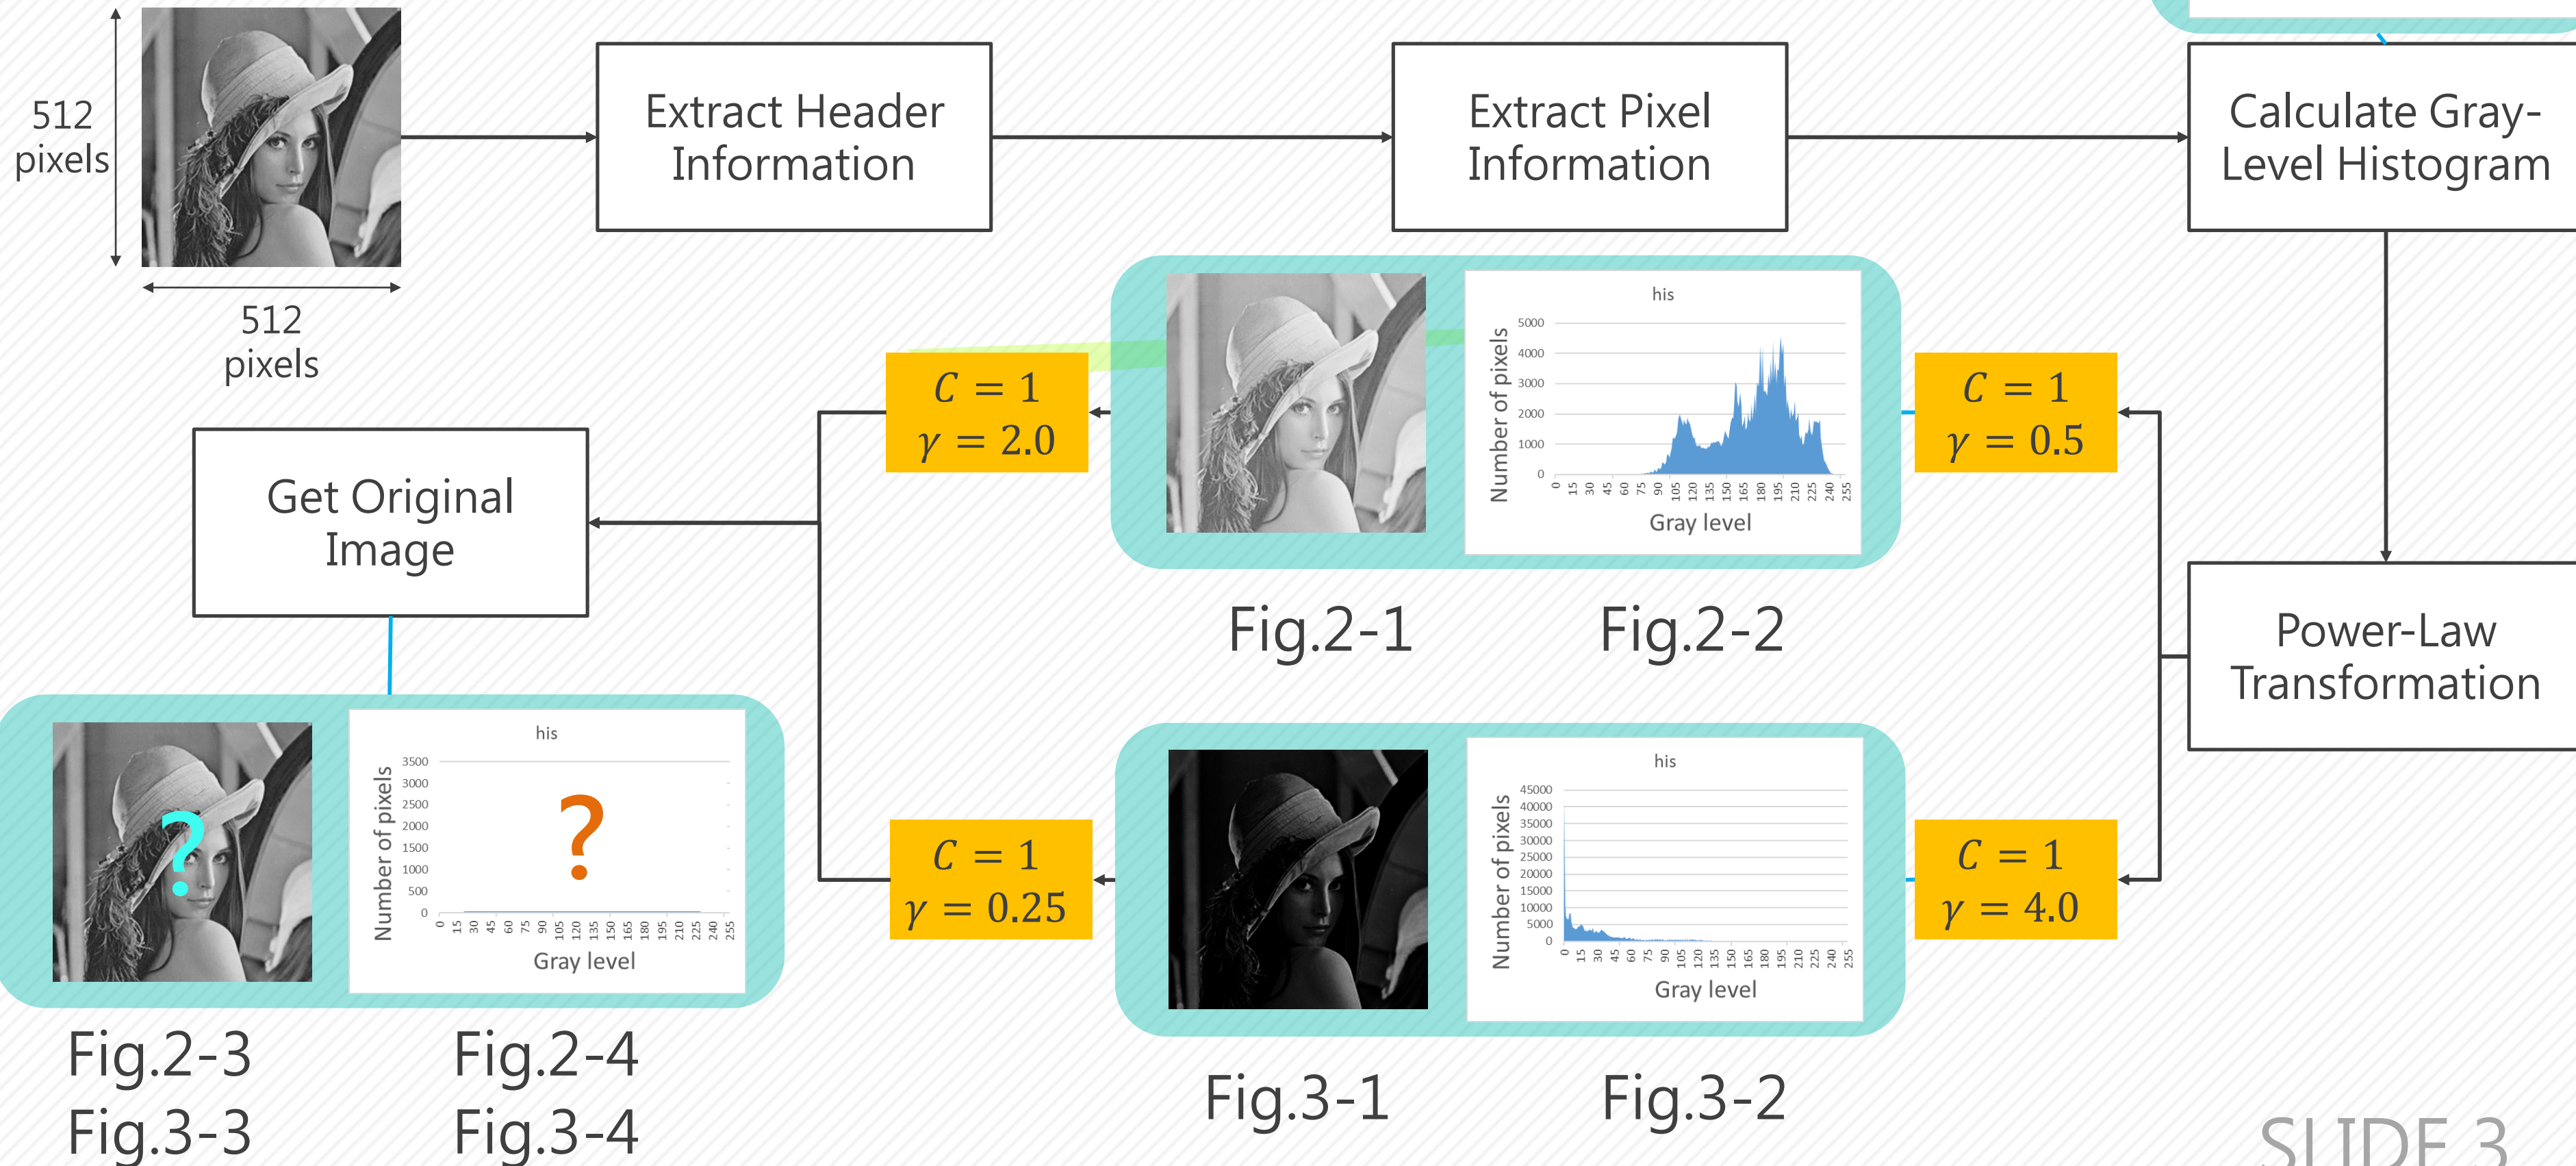 512
pixels
512
pixels
Extract Header
Information
Extract Pixel
Information
Calculate Gray-
Level Histogram
C = 1
γ = 2.0
his
Number of pixels
5000
4000
3000
2000
1000
0
0 15 30 45 60 75 90 105 120 135 150 165 180 195 210 225 240 255
Gray level
C = 1
γ = 0.5
Get Original
Image
Fig.2-1
Fig.2-2
Power-Law
Transformation
?
his
Number of pixels
3500
3000
2500
2000
1500
1000
500
0
?
0 15 30 45 60 75 90 105 120 135 150 165 180 195 210 225 240 255
Gray level
C = 1
γ = 0.25
his
Number of pixels
45000
40000
35000
30000
25000
20000
15000
10000
5000
0
0 15 30 45 60 75 90 105 120 135 150 165 180 195 210 225 240 255
Gray level
C = 1
γ = 4.0
Fig.2-3
Fig.2-4
Fig.3-3
Fig.3-4
Fig.3-1
Fig.3-2
SLIDE 3